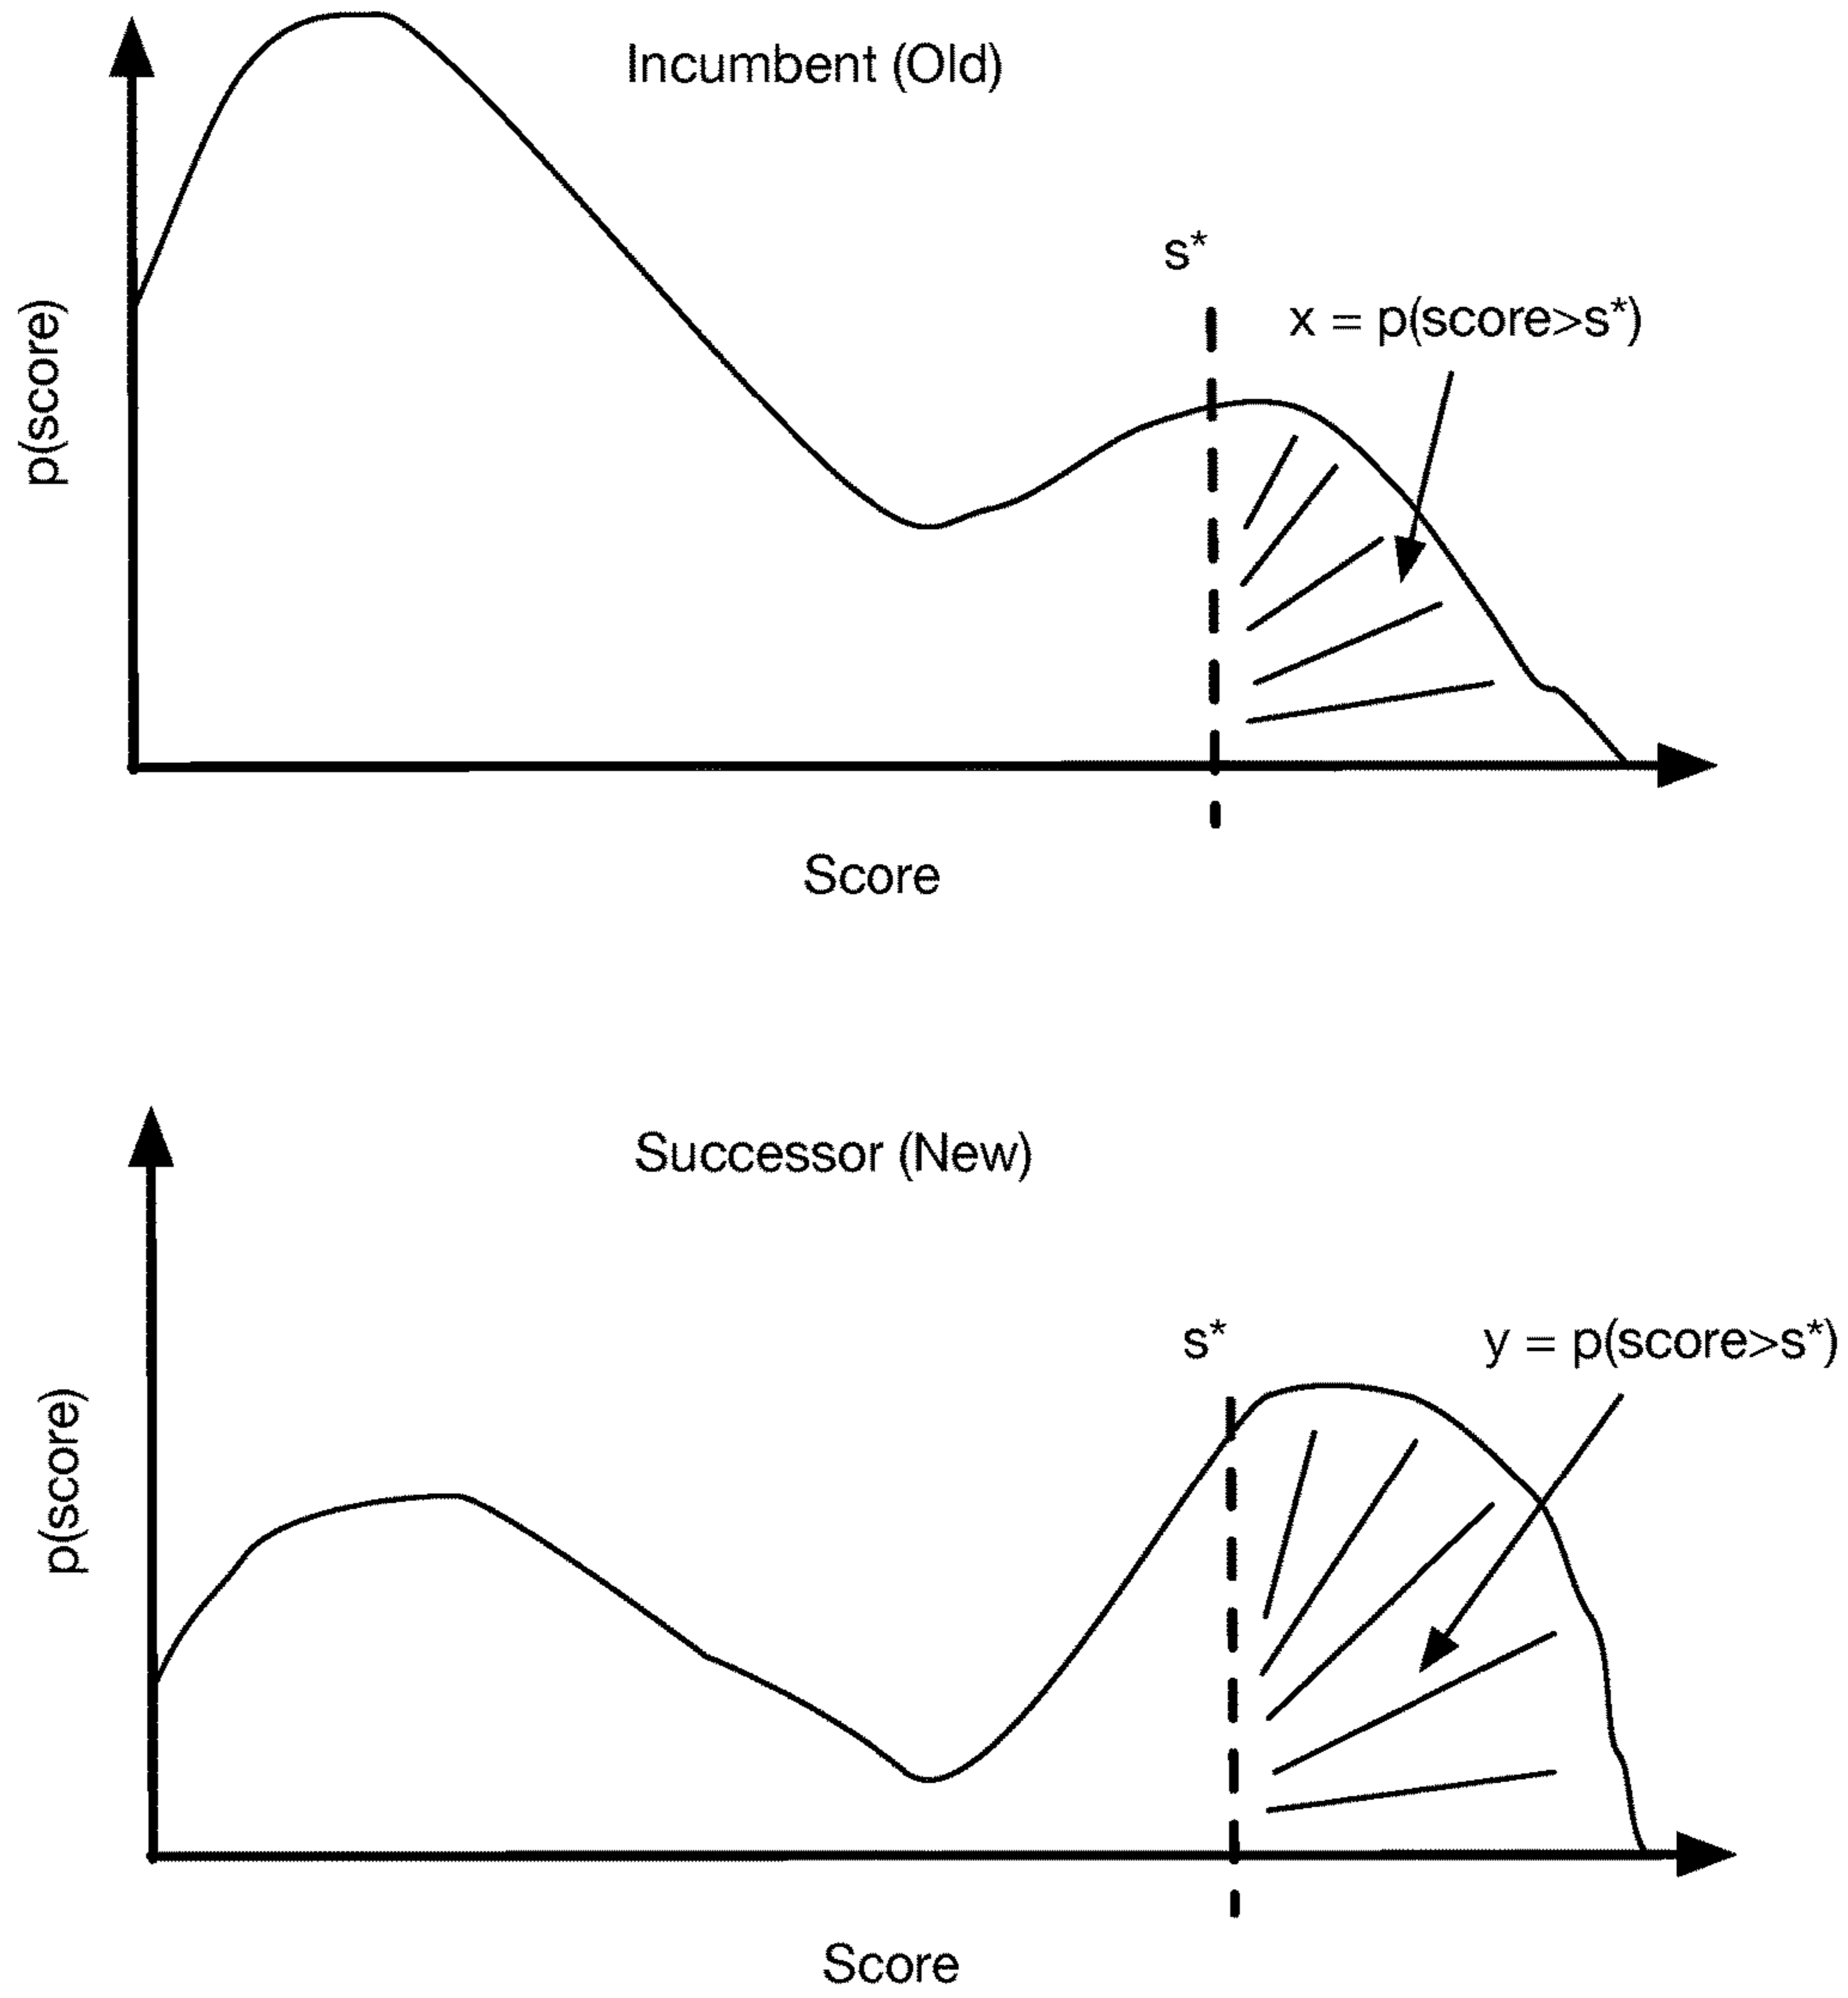 Incumbent (Old)
s*
x = p(score>s*)
p(score)
Score
Successor (New)
s*
y = p(score>s*)
p(score)
Score